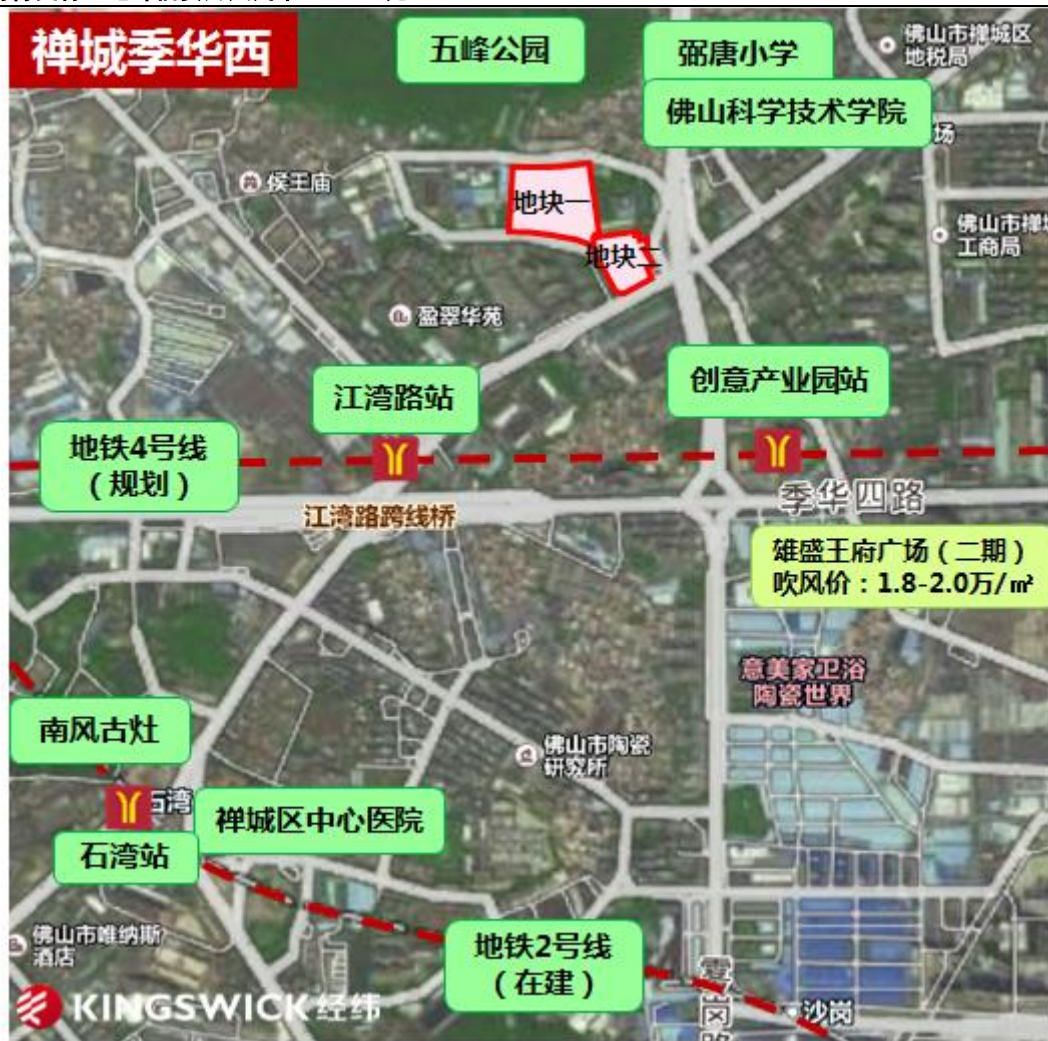 禅城季华西
五峰公园
弼唐小学
佛山市禅城区
地税局
佛山科学技术学院
场
侯王庙
地块一
地块二
佛山市禅城
工商局
盈翠华苑
江湾路站
创意产业园站
地铁4号线
（规划）
季华四路
江湾路跨线桥
雄盛王府广场（二期）
吹风价：1.8-2.0万/㎡
意美家卫浴
陶瓷世界
南风古灶
佛山市陶瓷
研究所
石湾
禅城区中心医院
石湾站
佛山市维纳斯
酒店
地铁2号线
（在建）
KINGSWICK经纬
沙岗